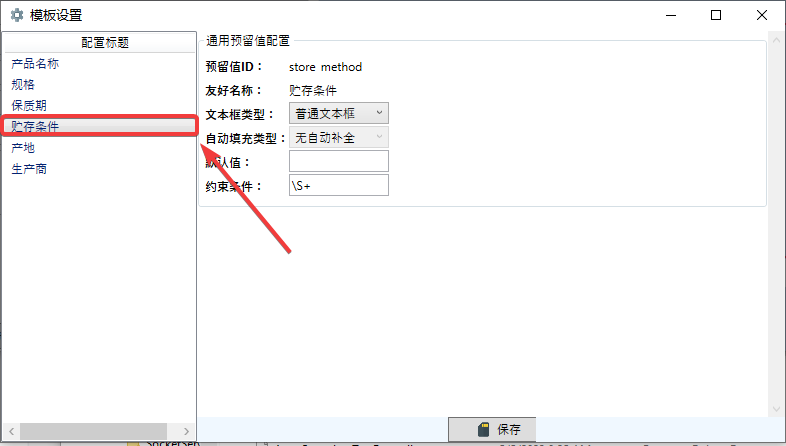 模板设置
配置标题
产品名称
规格
保质期
贮存条件
产地
生产商
通用预留值配置
预留值ID： store method
友好名称： 贮存条件
文本框类型： 普通文本框
自动填充类型： 无自动补全
默认值：
约束条件： \S+
保存